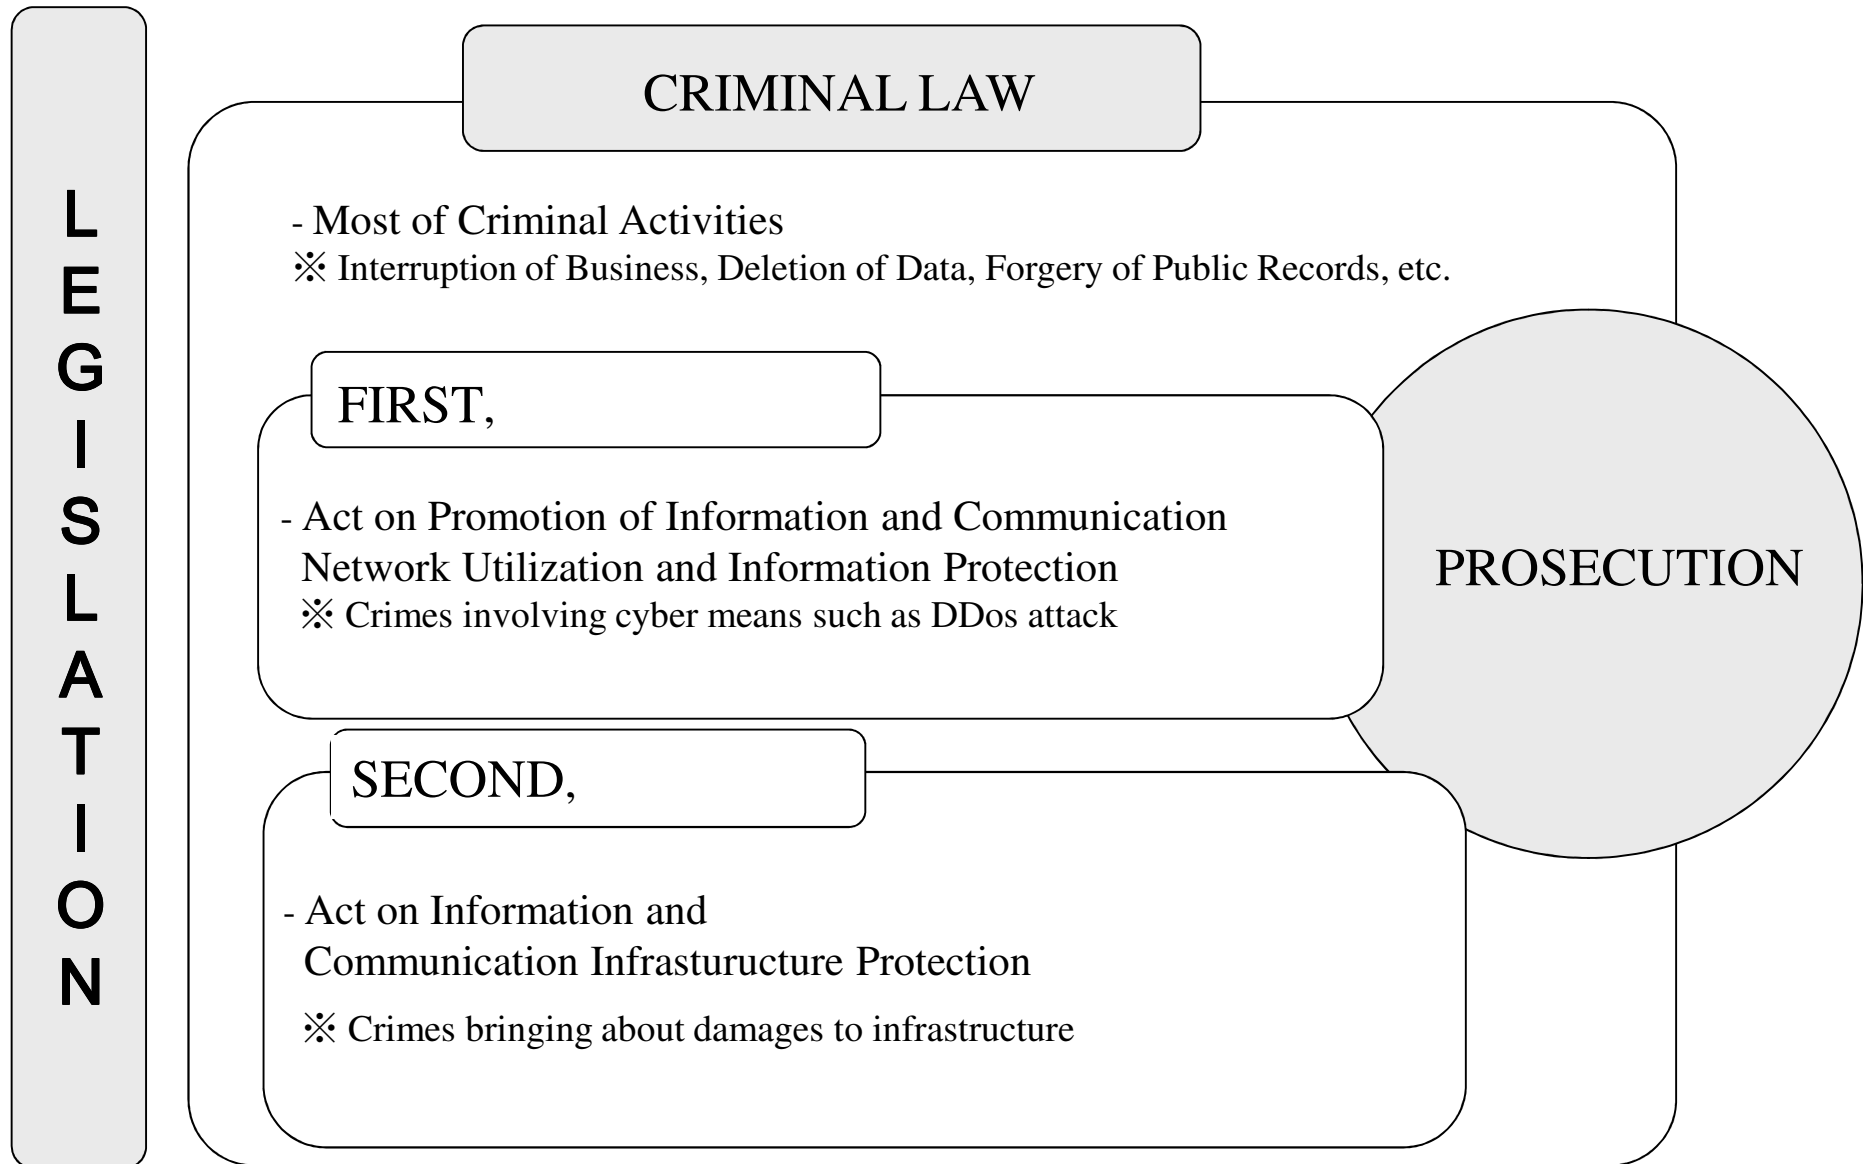 LEGISLATION
CRIMINAL LAW
- Most of Criminal Activities
※ Interruption of Business, Deletion of Data, Forgery of Public Records, etc.
FIRST,
- Act on Promotion of Information and Communication
Network Utilization and Information Protection
※ Crimes involving cyber means such as DDos attack
PROSECUTION
SECOND,
- Act on Information and
Communication Infrasturucture Protection
※ Crimes bringing about damages to infrastructure